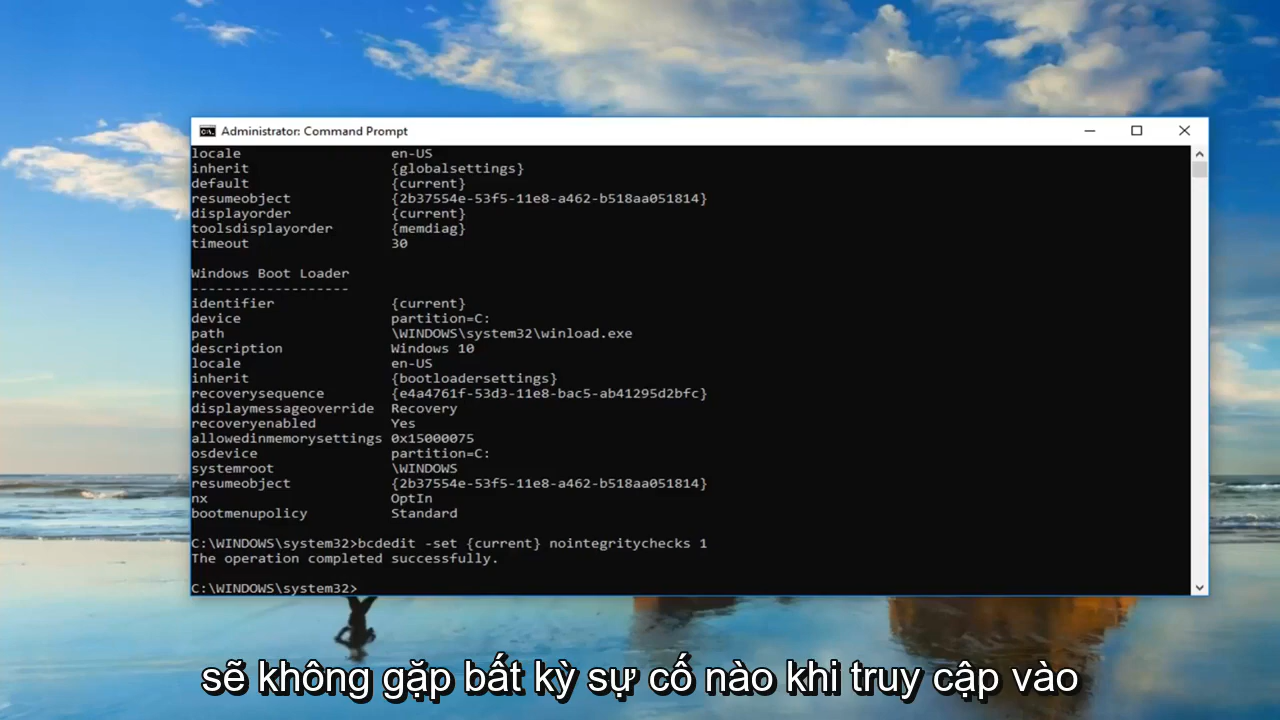 Administrator: Command Prompt
locale en-US
inherit {globalsettings}
default {current}
resumeobject {2b37554e-53f5-11e8-a462-b518aa051814}
displayorder {current}
toolsdisplayorder {memdiag}
timeout 30
Windows Boot Loader
-------------------
identifier {current}
device partition=C:
path \WINDOWS\system32\winload.exe
description Windows 10
locale en-US
inherit {bootloadersettings}
recoverysequence {e4a4761f-53d3-11e8-bac5-ab41295d2bfc}
displaymessageoverride Recovery
recoveryenabled Yes
allowedinmemorysettings 0x15000075
osdevice partition=C:
systemroot \WINDOWS
resumeobject {2b37554e-53f5-11e8-a462-b518aa051814}
nx OptIn
bootmenupolicy Standard
C:\WINDOWS\system32>bcdedit -set {current} nointegritychecks 1
The operation completed successfully.
C:\WINDOWS\system32>
sẽ không gặp bất kỳ sự cố nào khi truy cập vào